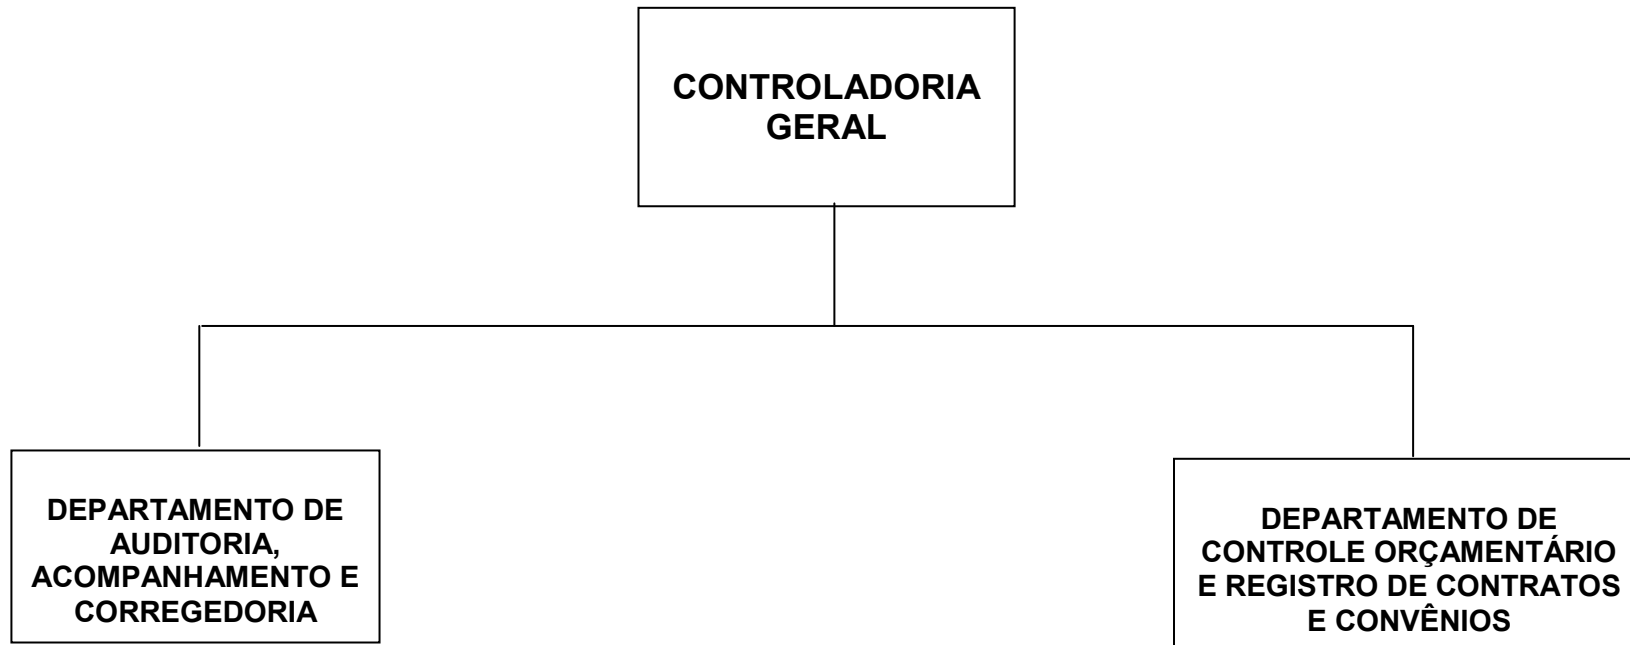 CONTROLADORIA
GERAL
DEPARTAMENTO DE
AUDITORIA,
ACOMPANHAMENTO E
CORREGEDORIA
DEPARTAMENTO DE
CONTROLE ORÇAMENTÁRIO
E REGISTRO DE CONTRATOS
E CONVÊNIOS